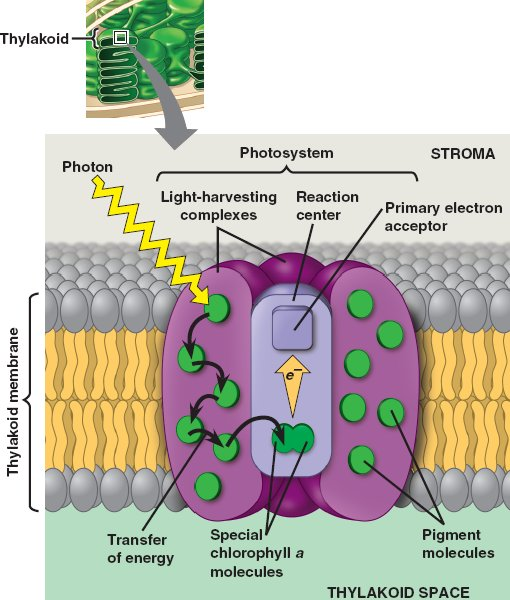 Thylakoid
Photosystem
STROMA
Photon
Light-harvesting
complexes
Reaction
center
Primary electron
acceptor
Thylakoid membrane
e–
Transfer
of energy
Special
chlorophyll a
molecules
Pigment
molecules
THYLAKOID SPACE